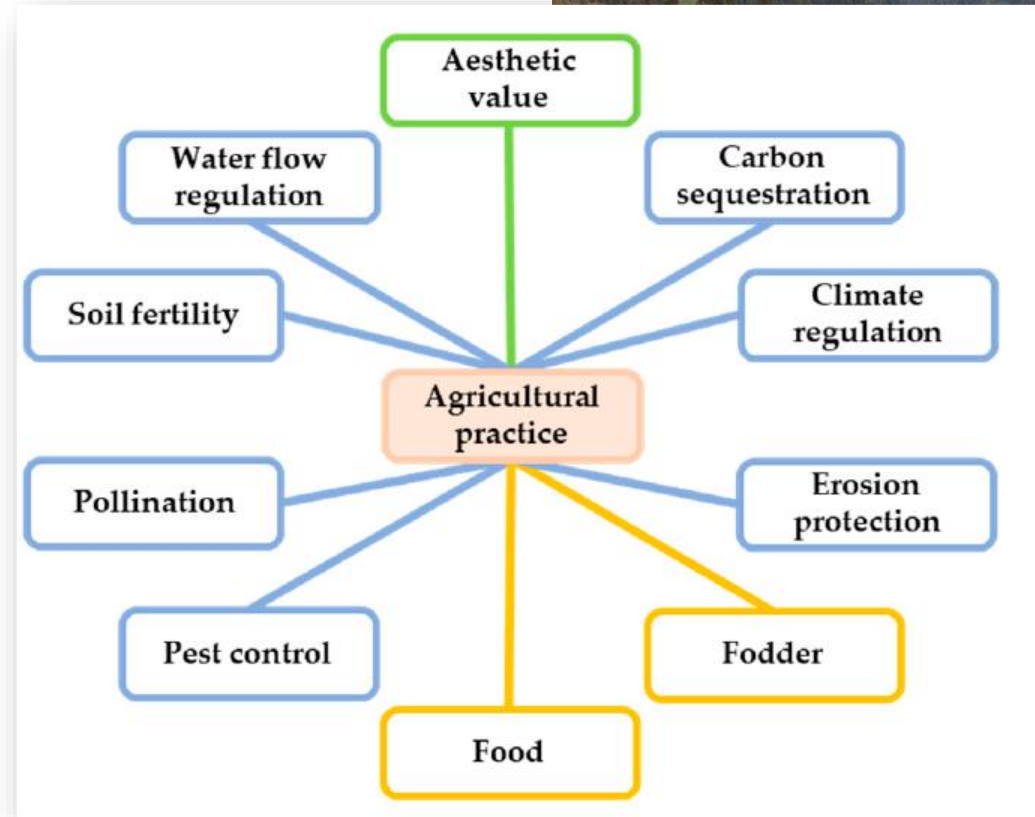 Aesthetic
value
Water flow
regulation
Carbon
sequestration
Soil fertility
Climate
regulation
Agricultural
practice
Pollination
Erosion
protection
Pest control
Fodder
Food